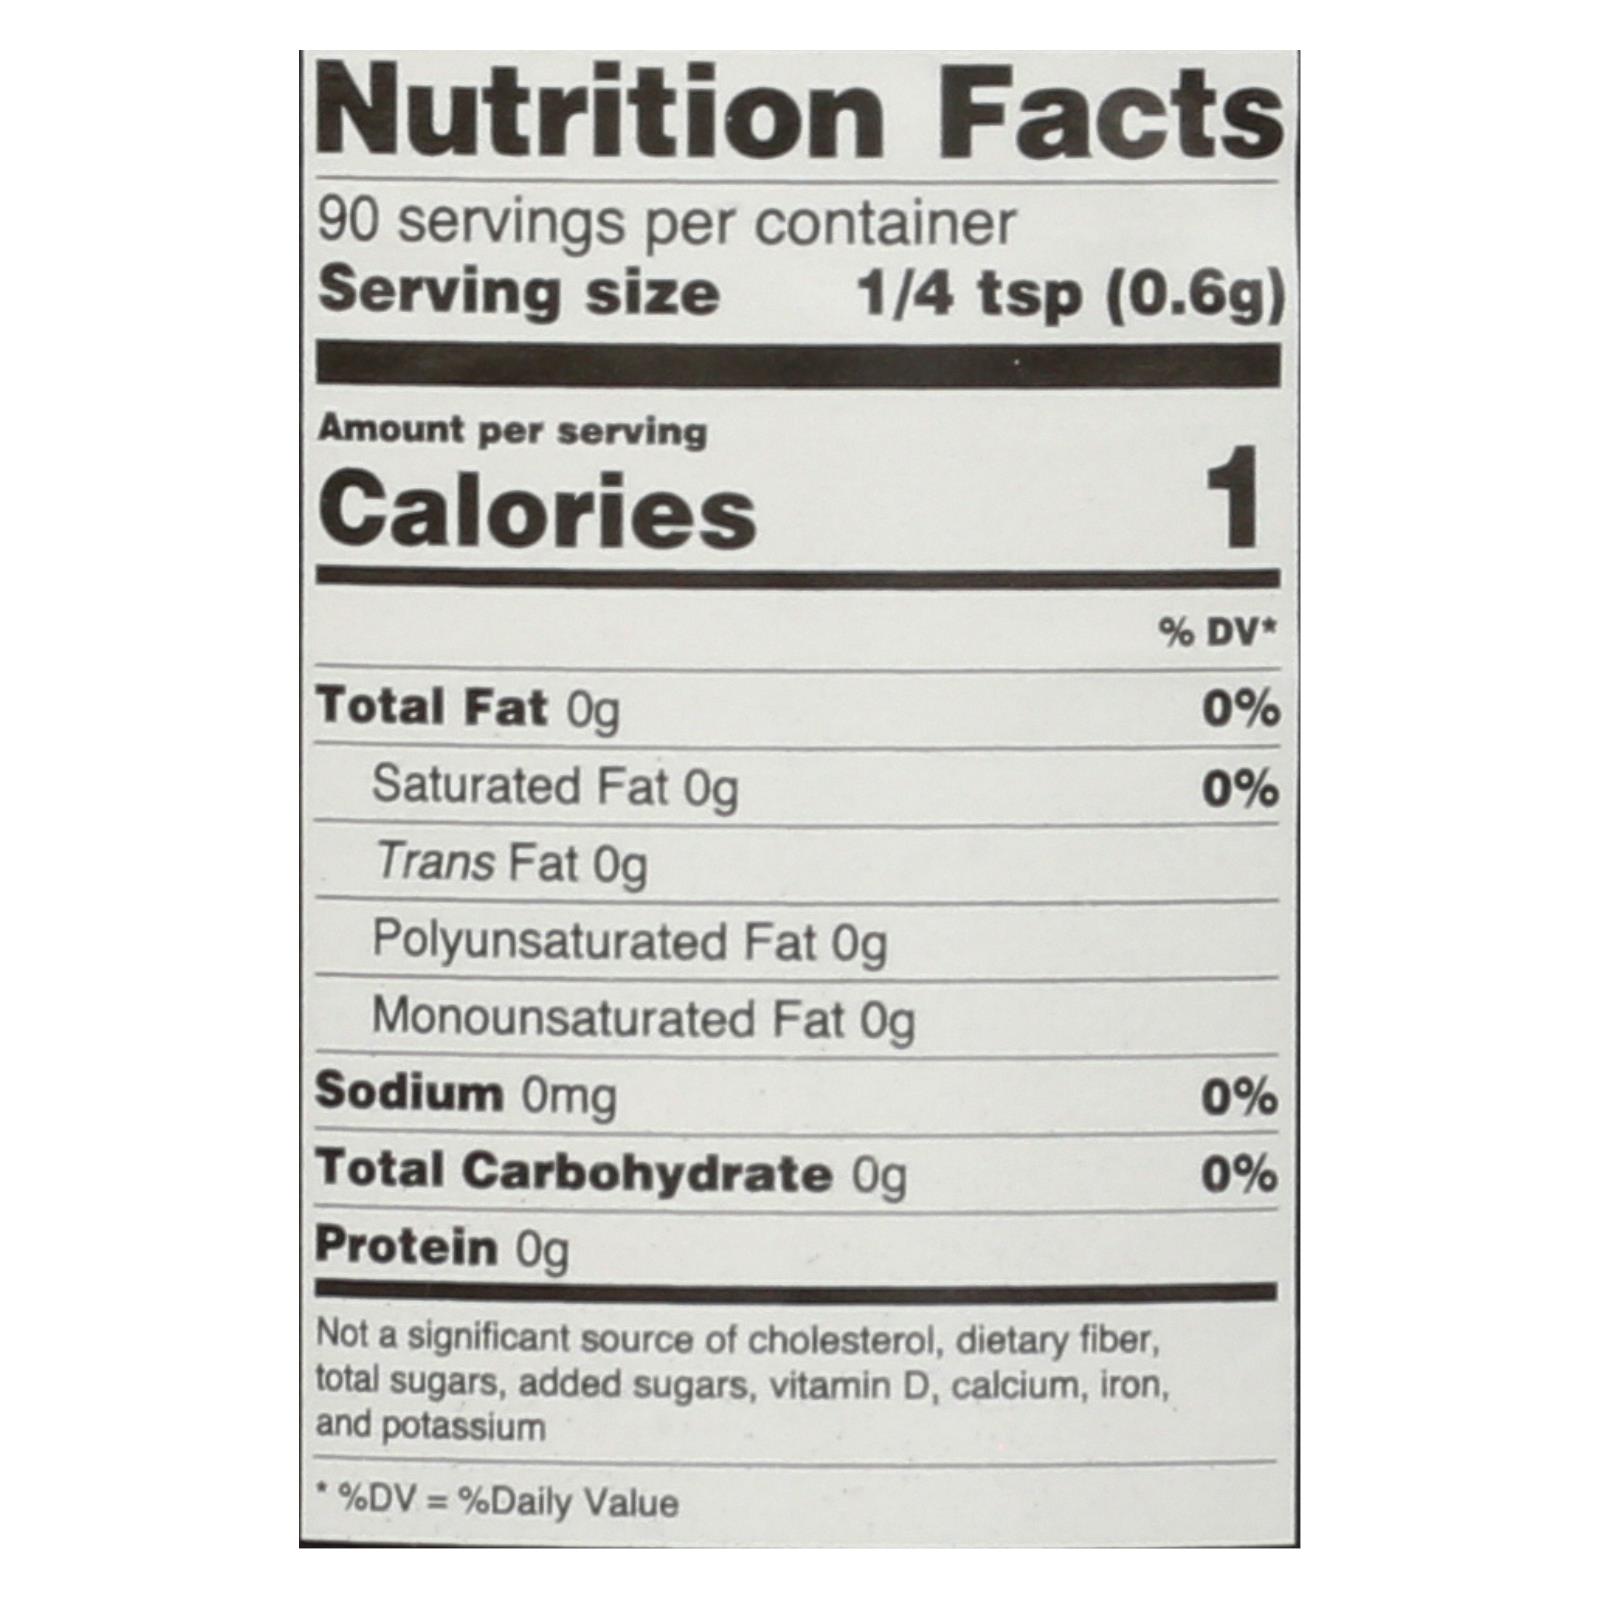 Nutrition Facts
90 servings per container
Serving size 1/4 tsp (0.6g)
Amount per serving
Calories 1
% DV*
Total Fat 0g 0%
Saturated Fat 0g 0%
Trans Fat 0g
Polyunsaturated Fat 0g
Monounsaturated Fat 0g
Sodium 0mg 0%
Total Carbohydrate 0g 0%
Protein 0g
Not a significant source of cholesterol, dietary fiber,
total sugars, added sugars, vitamin D, calcium, iron,
and potassium
* %DV = %Daily Value